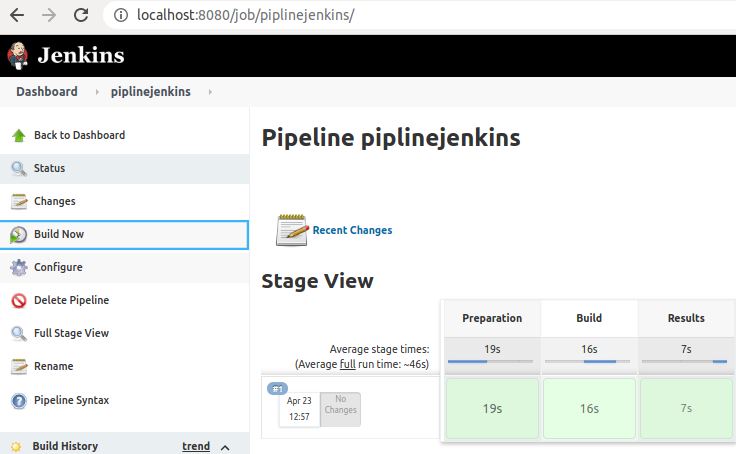 localhost:8080/job/piplinejenkins/
Jenkins
Dashboard piplinejenkins
Back to Dashboard
Status
Changes
Build Now
Configure
Delete Pipeline
Full Stage View
Rename
Pipeline Syntax
Build History trend
Pipeline piplinejenkins
Recent Changes
Stage View
Preparation Build Results
Average stage times: 19s 16s 7s
(Average full run time: ~46s)
#1
Apr 23
12:57
No
Changes
19s 16s 7s